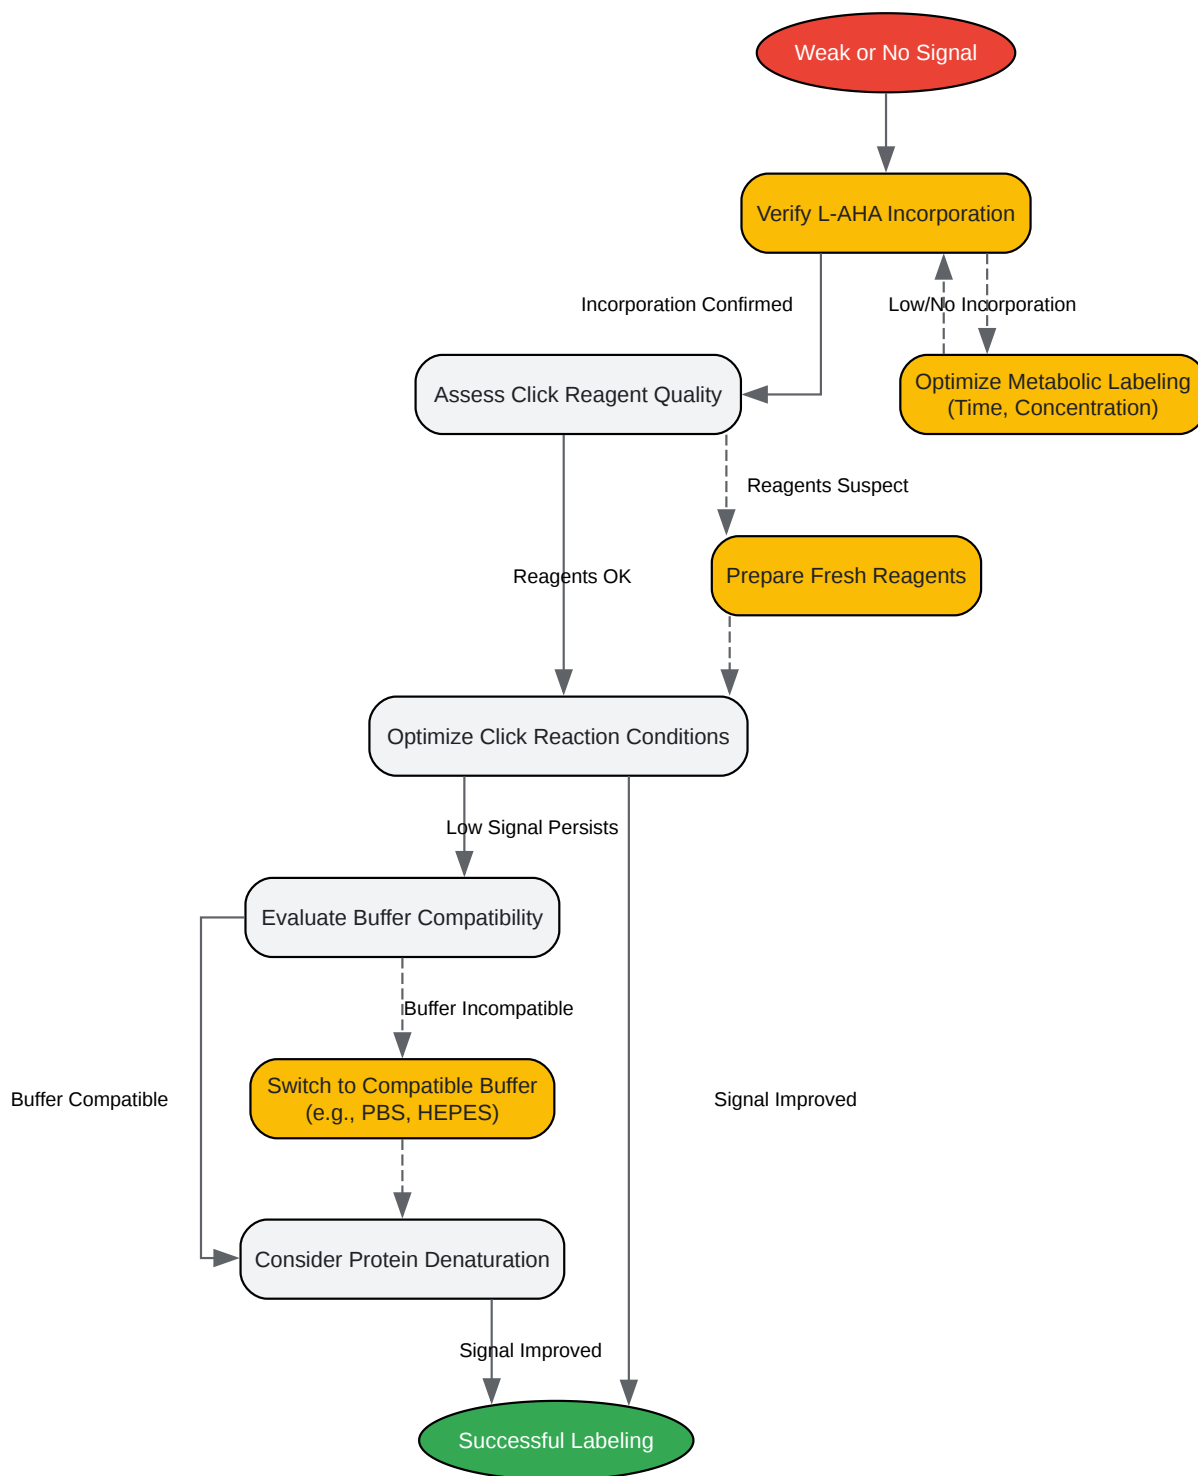 Weak or No Signal
Verify L-AHA Incorporation
Incorporation Confirmed
Low/No Incorporation
Assess Click Reagent Quality
Optimize Metabolic Labeling
(Time, Concentration)
Reagents Suspect
Reagents OK
Prepare Fresh Reagents
Optimize Click Reaction Conditions
Low Signal Persists
Evaluate Buffer Compatibility
Buffer Incompatible
Switch to Compatible Buffer
(e.g., PBS, HEPES)
Buffer Compatible
Signal Improved
Consider Protein Denaturation
Signal Improved
Successful Labeling